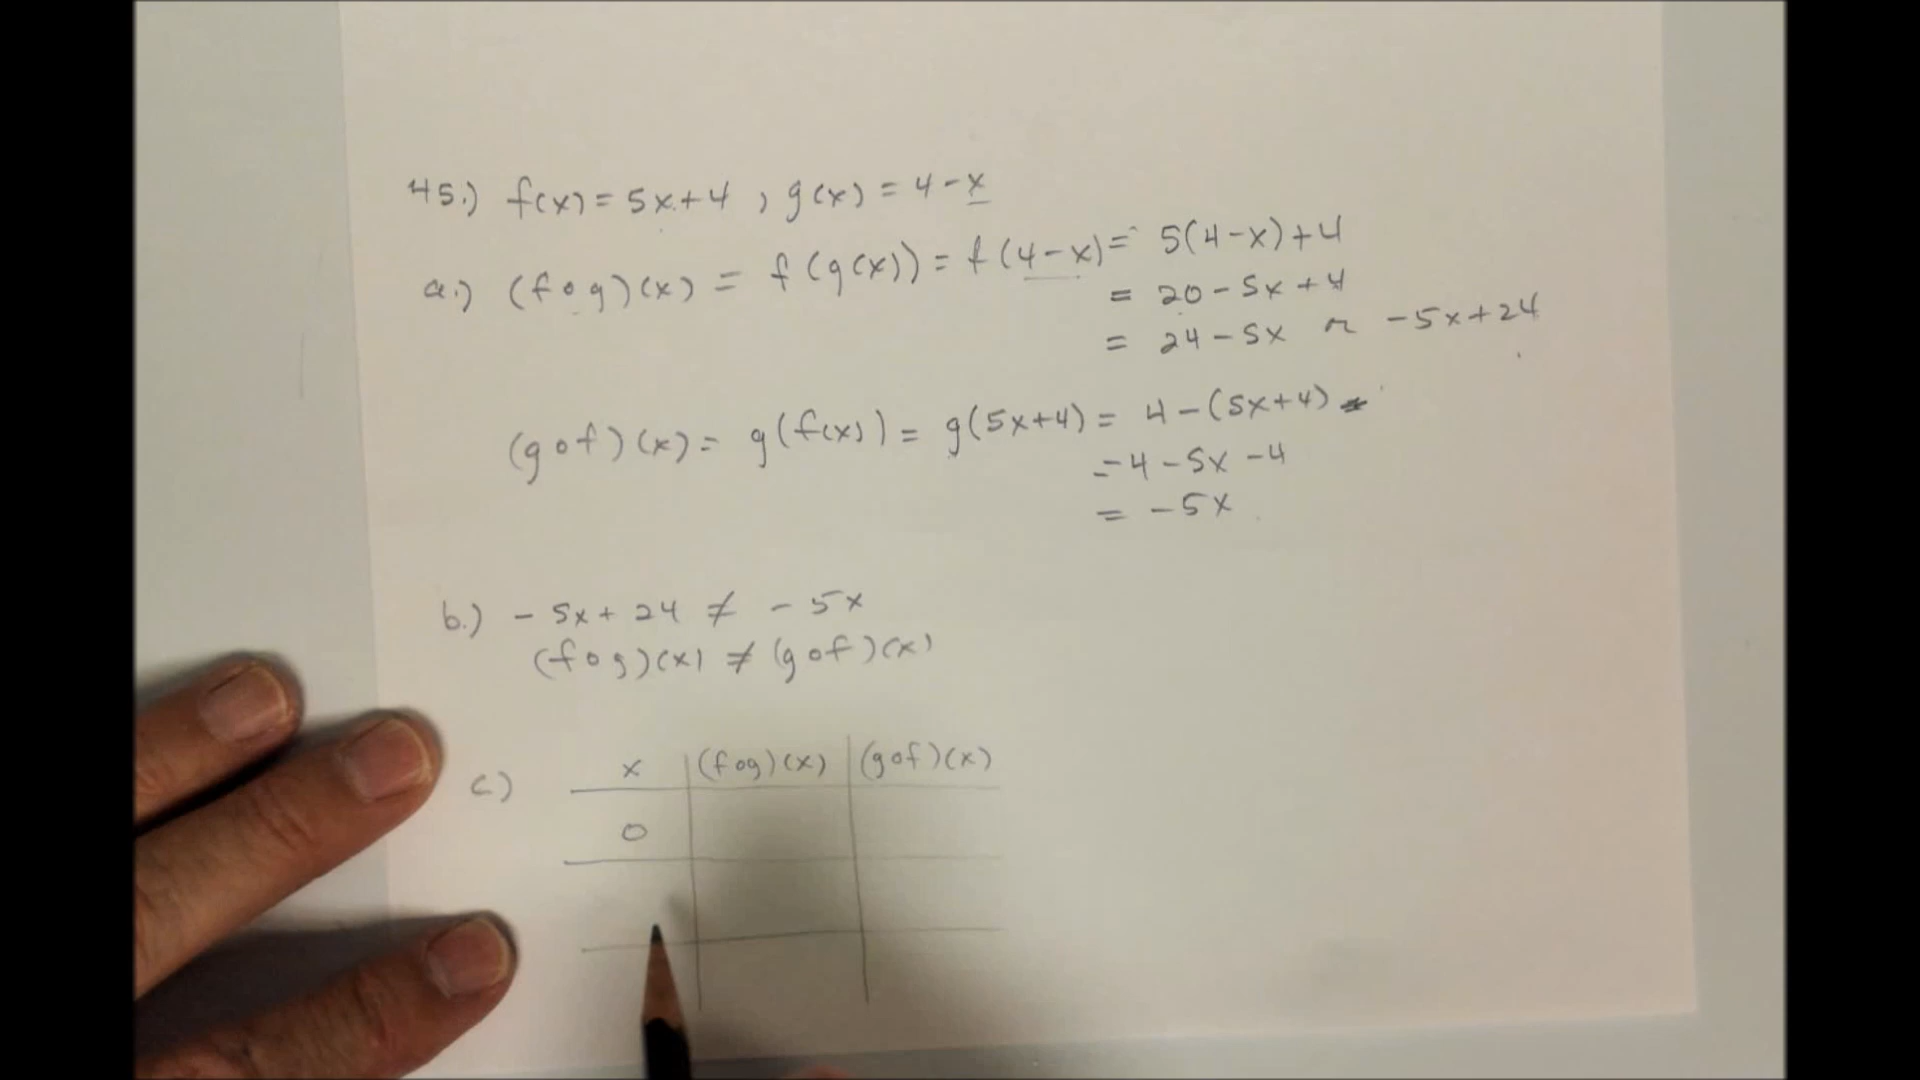 45.) f(x) = 5x+4 , g(x) = 4-x
a.) (f∘g)(x) = f(g(x)) = f(4-x) = 5(4-x)+4
= 20-5x+4
= 24-5x or -5x+24
(g∘f)(x) = g(f(x)) = g(5x+4) = 4-(5x+4)
= 4-5x-4
= -5x
b.) -5x+24 ≠ -5x
(f∘g)(x) ≠ (g∘f)(x)
c) x (f∘g)(x) (g∘f)(x)
0